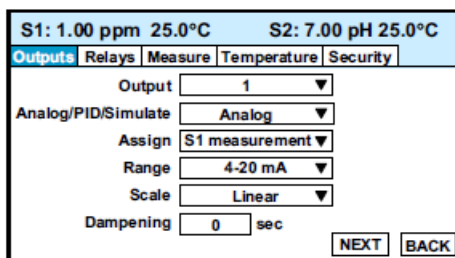 S1: 1.00 ppm 25.0°C S2: 7.00 pH 25.0°C
Outputs Relays Measure Temperature Security
Output 1
Analog/PID/Simulate Analog
Assign S1 measurement
Range 4-20 mA
Scale Linear
Dampening 0 sec
NEXT BACK